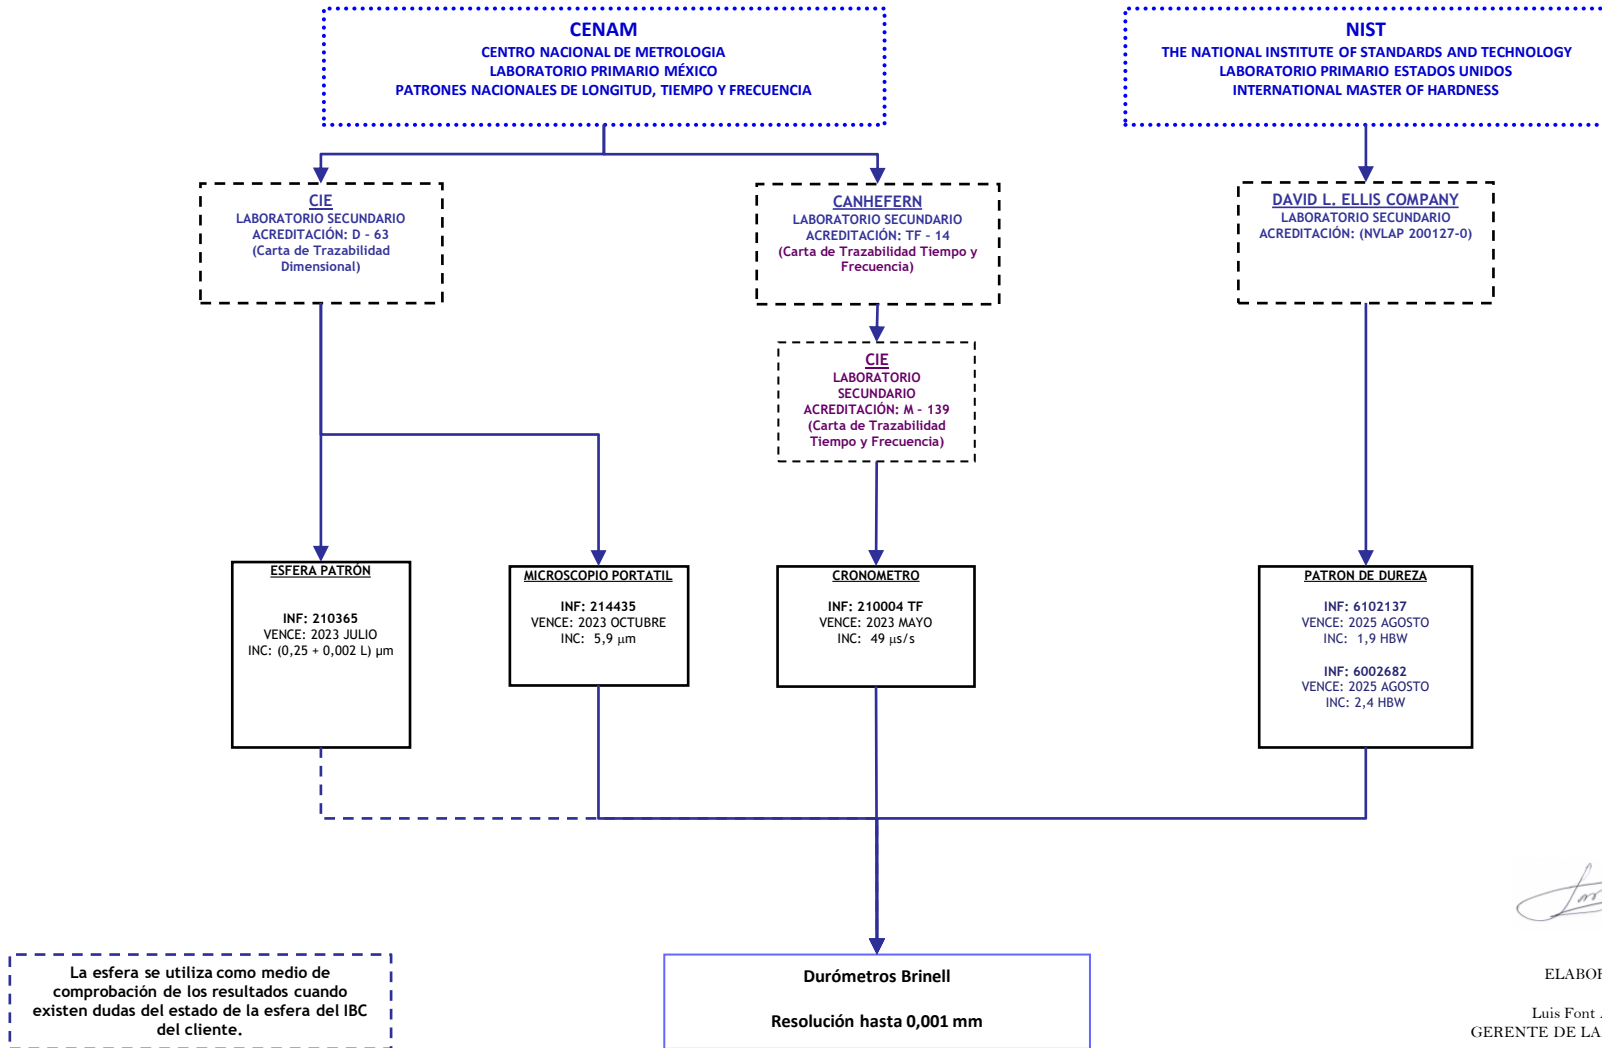 CENAM
CENTRO NACIONAL DE METROLOGIA
LABORATORIO PRIMARIO MÉXICO
PATRONES NACIONALES DE LONGITUD, TIEMPO Y FRECUENCIA
NIST
THE NATIONAL INSTITUTE OF STANDARDS AND TECHNOLOGY
LABORATORIO PRIMARIO ESTADOS UNIDOS
INTERNATIONAL MASTER OF HARDNESS
CIE
LABORATORIO SECUNDARIO
ACREDITACIÓN: D - 63
(Carta de Trazabilidad
Dimensional)
CANHEFERN
LABORATORIO SECUNDARIO
ACREDITACIÓN: TF - 14
(Carta de Trazabilidad Tiempo y
Frecuencia)
DAVID L. ELLIS COMPANY
LABORATORIO SECUNDARIO
ACREDITACIÓN: (NVLAP 200127-0)
CIE
LABORATORIO
SECUNDARIO
ACREDITACIÓN: M - 139
(Carta de Trazabilidad
Tiempo y Frecuencia)
ESFERA PATRÓN
INF: 210365
VENCE: 2023 JULIO
INC: (0,25 + 0,002 L) µm
MICROSCOPIO PORTATIL
INF: 214435
VENCE: 2023 OCTUBRE
INC: 5,9 µm
CRONOMETRO
INF: 210004 TF
VENCE: 2023 MAYO
INC: 49 µs/s
PATRON DE DUREZA
INF: 6102137
VENCE: 2025 AGOSTO
INC: 1,9 HBW
INF: 6002682
VENCE: 2025 AGOSTO
INC: 2,4 HBW
La esfera se utiliza como medio de
comprobación de los resultados cuando
existen dudas del estado de la esfera del IBC
del cliente.
Durómetros Brinell
Resolución hasta 0,001 mm
ELABOR
Luis Font
GERENTE DE LA